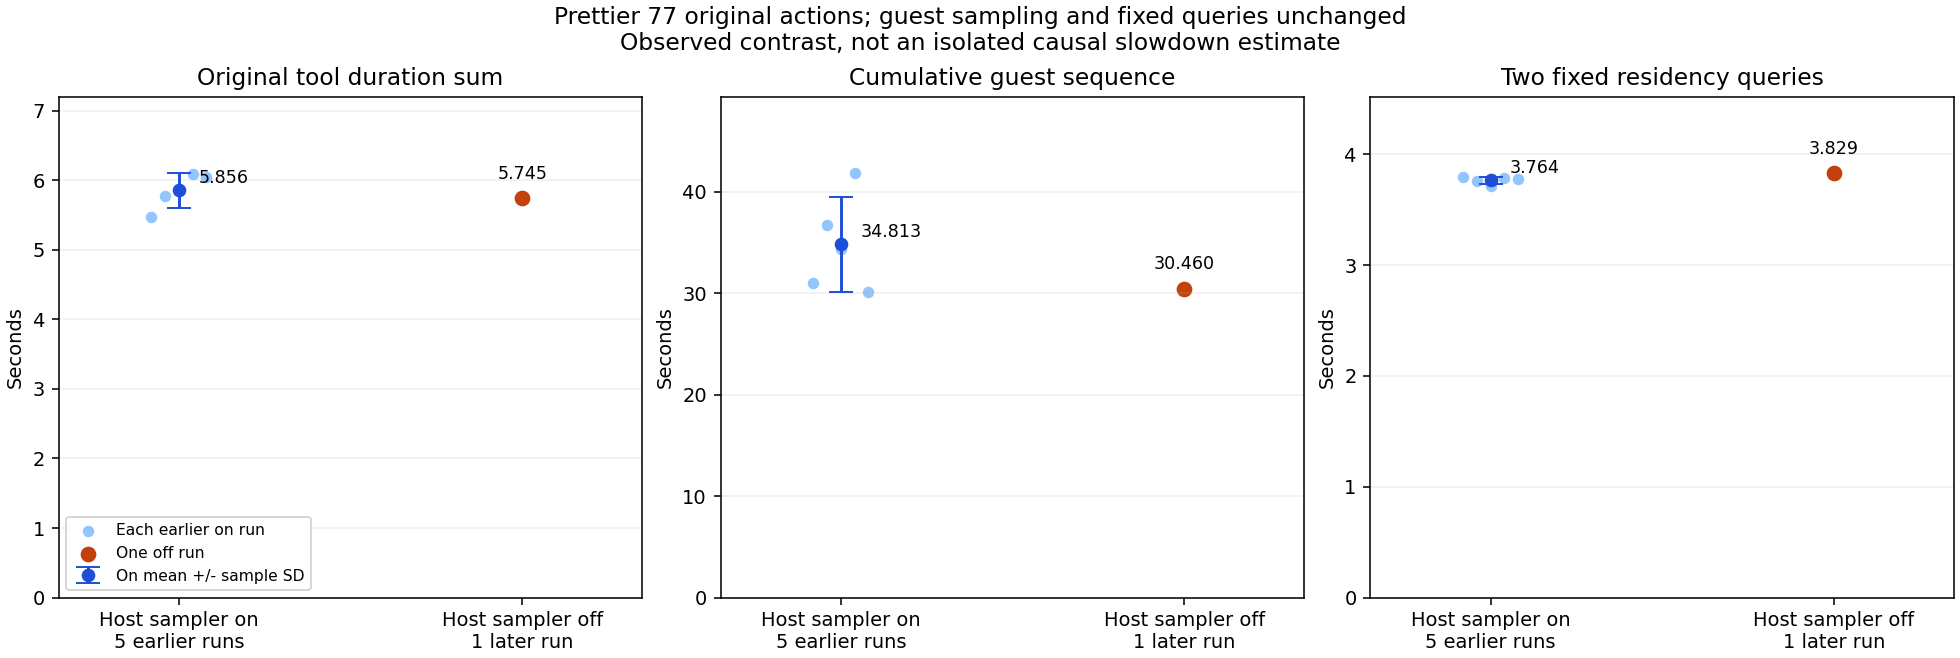 Prettier 77 original actions; guest sampling and fixed queries unchanged
Observed contrast, not an isolated causal slowdown estimate
Original tool duration sum
Seconds
7
6
5
4
3
2
1
0
5.856
5.745
Each earlier on run
One off run
On mean +/- sample SD
Host sampler on
5 earlier runs
Host sampler off
1 later run
Cumulative guest sequence
Seconds
40
30
20
10
0
34.813
30.460
Host sampler on
5 earlier runs
Host sampler off
1 later run
Two fixed residency queries
Seconds
4
3
2
1
0
3.764
3.829
Host sampler on
5 earlier runs
Host sampler off
1 later run